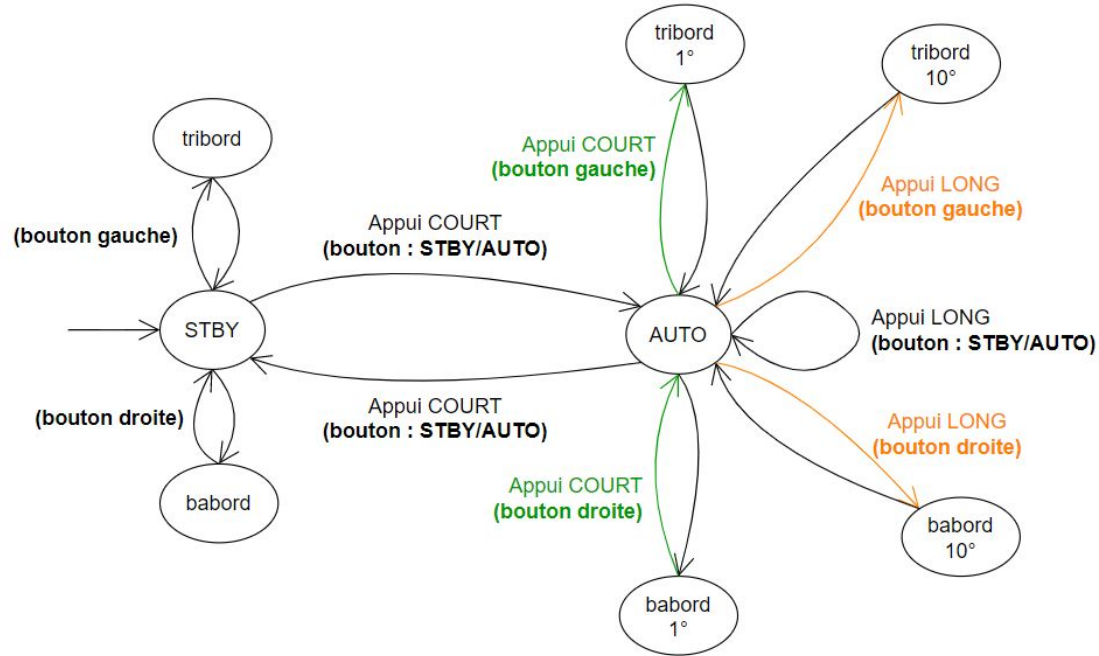 tribord
1°
tribord
10°
tribord
Appui COURT
(bouton gauche)
Appui LONG
(bouton gauche)
(bouton gauche)
Appui COURT
(bouton : STBY/AUTO)
STBY
AUTO
Appui LONG
(bouton : STBY/AUTO)
(bouton droite)
Appui COURT
(bouton : STBY/AUTO)
Appui LONG
(bouton droite)
Appui COURT
(bouton droite)
babord
babord
10°
babord
1°